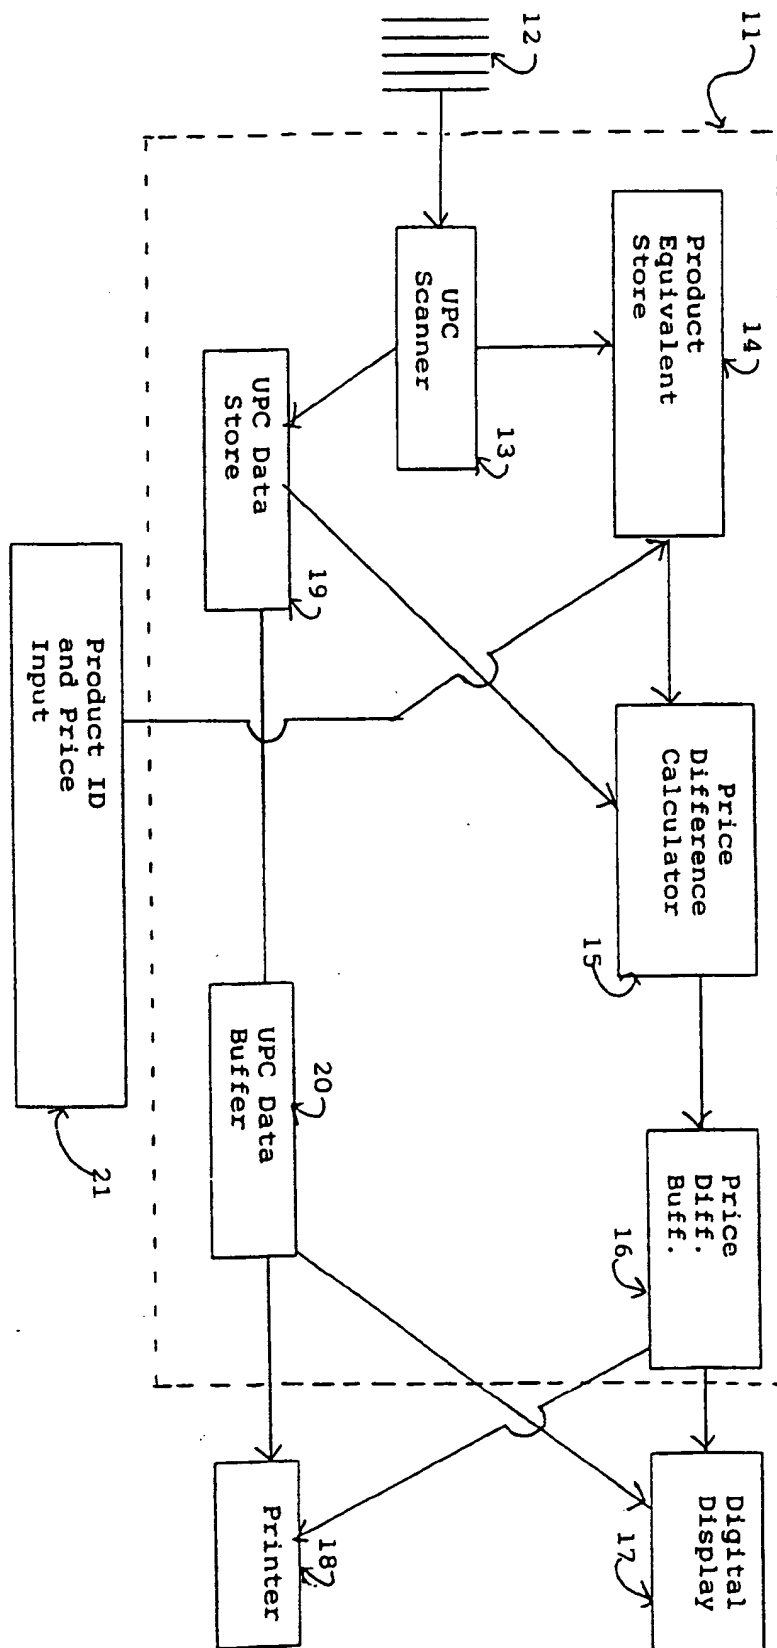 11
12
Product
Equivalent
Store
14
UPC
Scanner
13
UPC Data
Store
19
Price
Difference
Calculator
15
Price
Diff.
Buff.
16
Digital
Display
17
UPC Data
Buffer
20
Printer
18
Product ID
and Price
Input
21